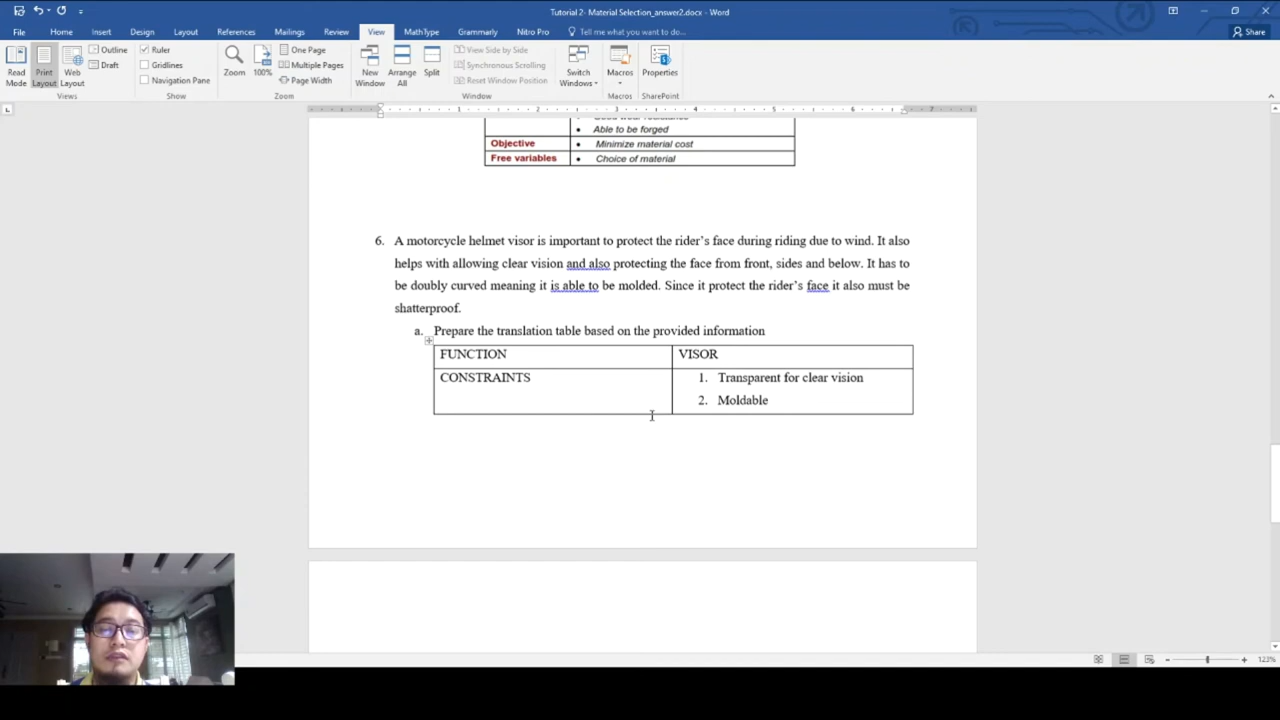 Tutorial 2- Material Selection_answer2.docx - Word
File Home Insert Design Layout References Mailings Review View MathType Grammarly Nitro Pro Tell me what you want to do... Share
Read Mode
Print Layout
Web Layout
Outline
Draft
Views
Ruler
Gridlines
Navigation Pane
Show
Zoom
100%
One Page
Multiple Pages
Page Width
Zoom
New Window
Arrange All
Split
View Side by Side
Synchronous Scrolling
Reset Window Position
Window
Switch Windows
Macros
Macros
Properties
SharePoint
1 2 3 4 5 6 7
Good wear resistance
• Able to be forged
Objective • Minimize material cost
Free variables • Choice of material
6. A motorcycle helmet visor is important to protect the rider's face during riding due to wind. It also
helps with allowing clear vision and also protecting the face from front, sides and below. It has to
be doubly curved meaning it is able to be molded. Since it protect the rider's face it also must be
shatterproof.
a. Prepare the translation table based on the provided information
FUNCTION VISOR
CONSTRAINTS 1. Transparent for clear vision
2. Moldable
123%